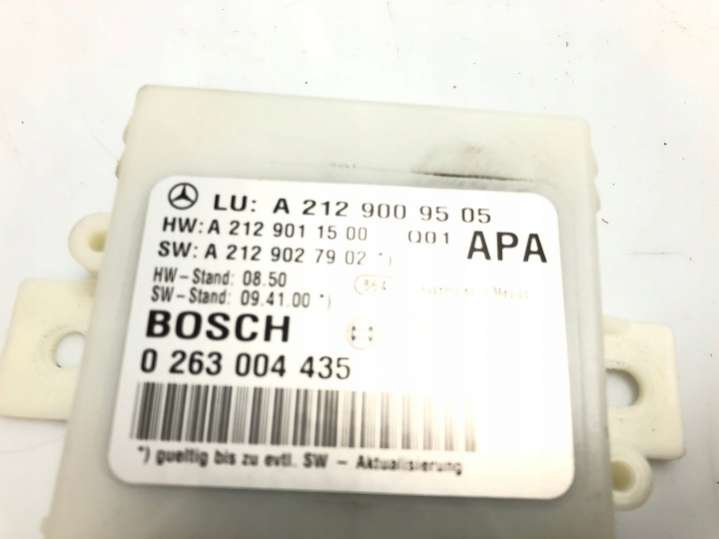 LU: A 212 900 95 05
HW: A 212 901 15 00 001 APA
SW: A 212 902 79 02 *)
HW-Stand: 08.50
SW-Stand: 09.41.00 *)
BOSCH
0 263 004 435
*) gueltig bis zu evtl. SW - Aktualisierung